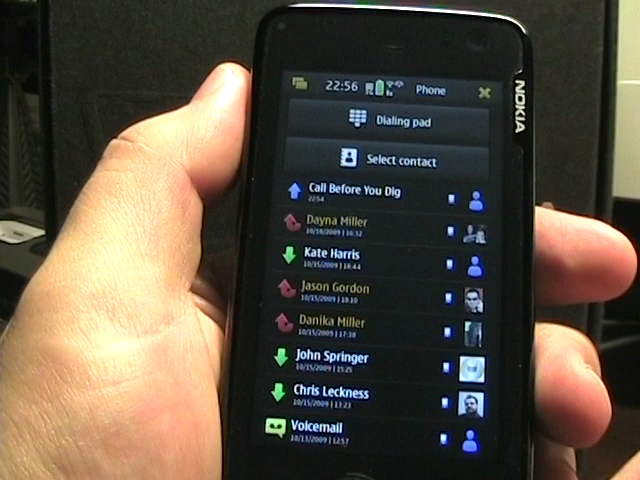 22:56 Phone
NOKIA
Dialing pad
Select contact
Call Before You Dig
22:54
Dayna Miller
10/18/2009 | 16:32
Kate Harris
10/15/2009 | 18:44
Jason Gordon
10/15/2009 | 18:10
Danika Miller
10/15/2009 | 17:38
John Springer
10/15/2009 | 15:25
Chris Leckness
10/15/2009 | 13:23
Voicemail
10/13/2009 | 12:57